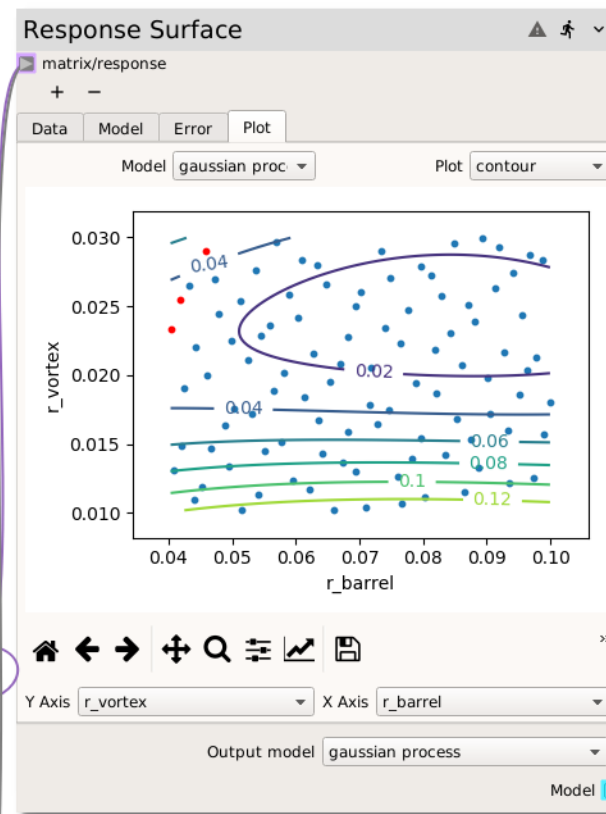 Response Surface
matrix/response
+ −
Data Model Error Plot
Model gaussian proc Plot contour
0.030
0.04
0.025
r_vortex
0.020
0.02
0.04
0.015
0.06
0.08
0.1
0.12
0.010
0.04 0.05 0.06 0.07 0.08 0.09 0.10
r_barrel
»
Y Axis r_vortex X Axis r_barrel
Output model gaussian process
Model